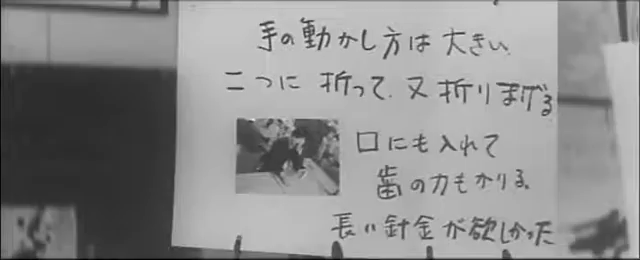 手の動かし方は大きい
二つに折って、又折りまげる
口にも入れて
歯の力もかりる、
長い針金が欲しかった